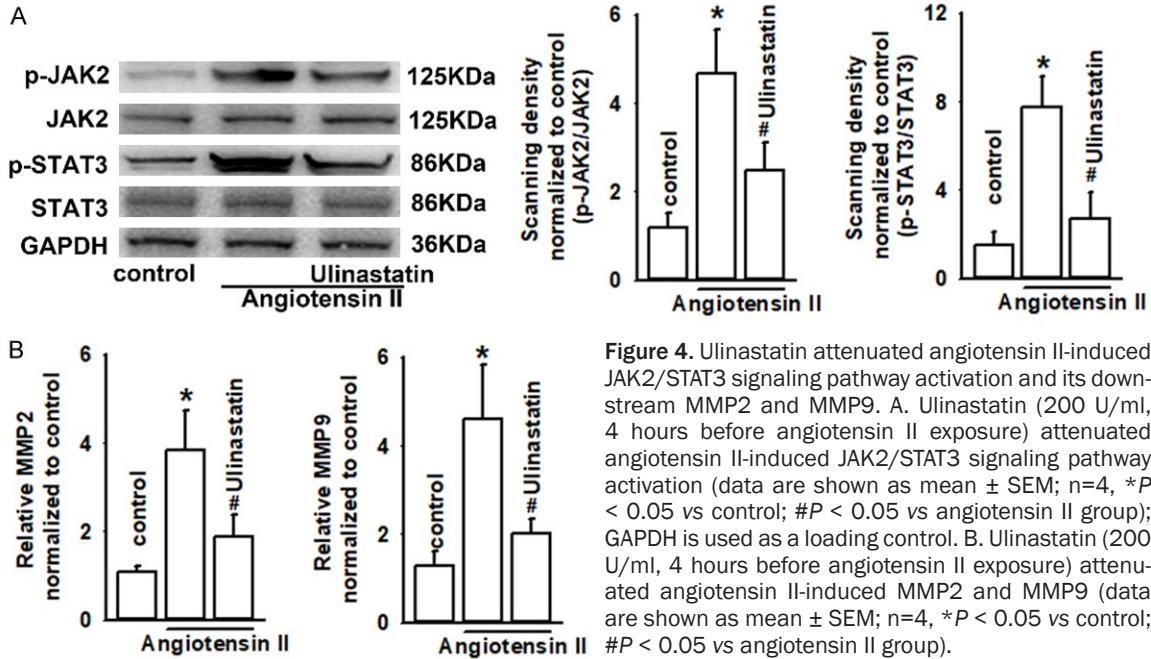 A
p-JAK2 125KDa
JAK2 125KDa
p-STAT3 86KDa
STAT3 86KDa
GAPDH 36KDa
control Ulinastatin
Angiotensin II
Scanning density
normalized to control
(p-JAK2/JAK2)
6
4
2
0
control
*
# Ulinastatin
Angiotensin II
Scanning density
normalized to control
(p-STAT3/STAT3)
12
8
4
0
control
*
# Ulinastatin
Angiotensin II
B
Relative MMP2
normalized to control
6
4
2
0
control
*
# Ulinastatin
Angiotensin II
Relative MMP9
normalized to control
6
4
2
0
control
*
# Ulinastatin
Angiotensin II
Figure 4. Ulinastatin attenuated angiotensin II-induced
JAK2/STAT3 signaling pathway activation and its down-
stream MMP2 and MMP9. A. Ulinastatin (200 U/ml,
4 hours before angiotensin II exposure) attenuated
angiotensin II-induced JAK2/STAT3 signaling pathway
activation (data are shown as mean ± SEM; n=4, *P
< 0.05 vs control; #P < 0.05 vs angiotensin II group);
GAPDH is used as a loading control. B. Ulinastatin (200
U/ml, 4 hours before angiotensin II exposure) attenu-
ated angiotensin II-induced MMP2 and MMP9 (data
are shown as mean ± SEM; n=4, *P < 0.05 vs control;
#P < 0.05 vs angiotensin II group).